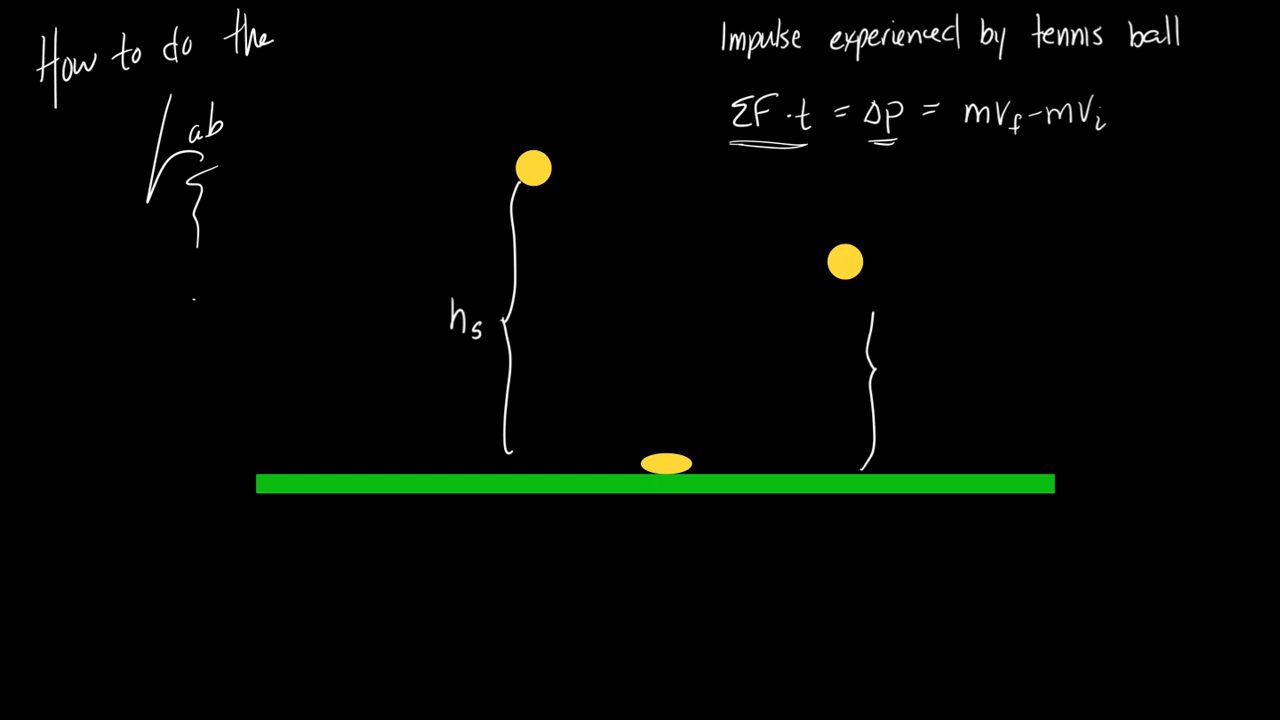 How to do the
lab
?
Impulse experienced by tennis ball
ΣF · t = Δp = mVf - mVi
hs